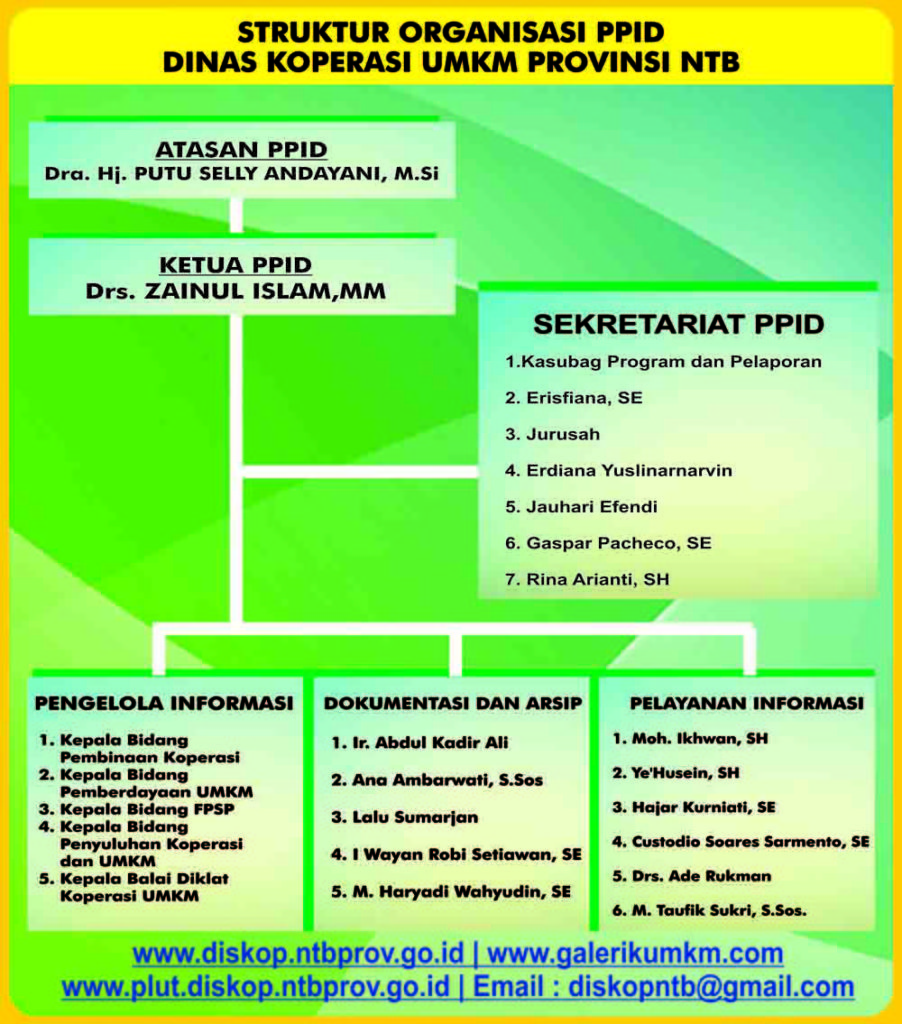 STRUKTUR ORGANISASI PPID
DINAS KOPERASI UMKM PROVINSI NTB
ATASAN PPID
Dra. Hj. PUTU SELLY ANDAYANI, M.Si
KETUA PPID
Drs. ZAINUL ISLAM,MM
SEKRETARIAT PPID
1.Kasubag Program dan Pelaporan
2. Erisfiana, SE
3. Jurusah
4. Erdiana Yuslinarnarvin
5. Jauhari Efendi
6. Gaspar Pacheco, SE
7. Rina Arianti, SH
PENGELOLA INFORMASI
1. Kepala Bidang
Pembinaan Koperasi
2. Kepala Bidang
Pemberdayaan UMKM
3. Kepala Bidang FPSP
4. Kepala Bidang
Penyuluhan Koperasi
dan UMKM
5. Kepala Balai Diklat
Koperasi UMKM
DOKUMENTASI DAN ARSIP
1. Ir. Abdul Kadir Ali
2. Ana Ambarwati, S.Sos
3. Lalu Sumarjan
4. I Wayan Robi Setiawan, SE
5. M. Haryadi Wahyudin, SE
PELAYANAN INFORMASI
1. Moh. Ikhwan, SH
2. Ye'Husein, SH
3. Hajar Kurniati, SE
4. Custodio Soares Sarmento, SE
5. Drs. Ade Rukman
6. M. Taufik Sukri, S.Sos.
www.diskop.ntbprov.go.id | www.galerikumkm.com
www.plut.diskop.ntbprov.go.id | Email : diskopntb@gmail.com